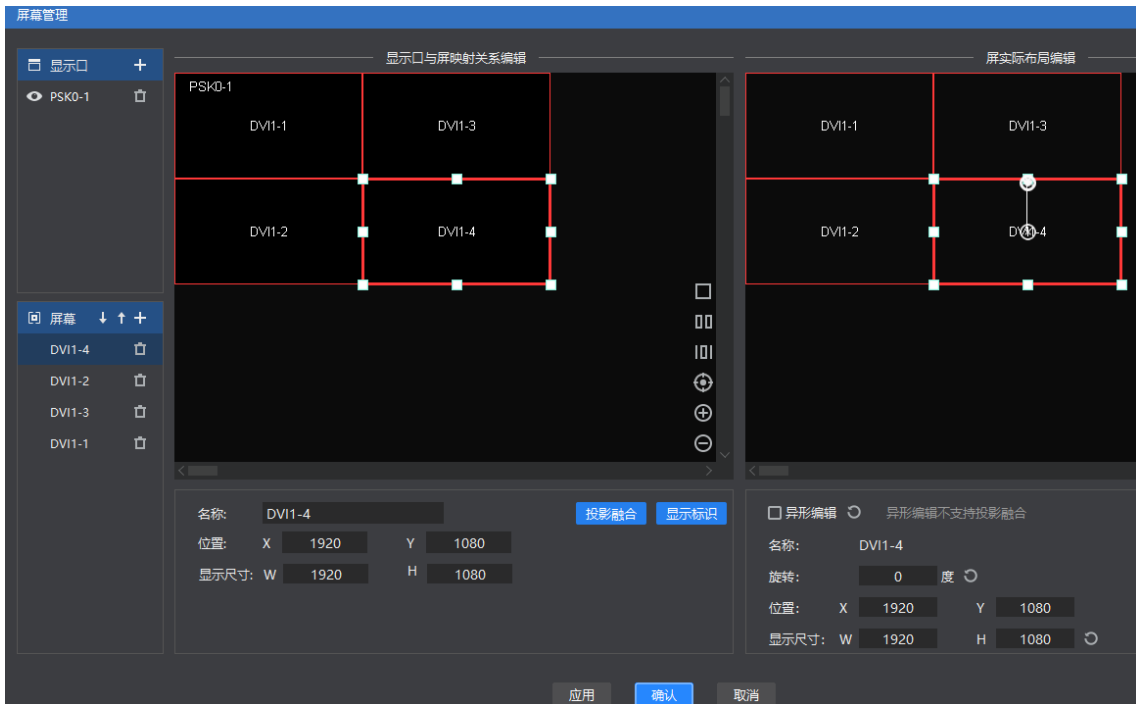 屏幕管理
显示口
PSK0-1
屏幕
DVI1-4
DVI1-2
DVI1-3
DVI1-1
显示口与屏映射关系编辑
PSK0-1
DVI1-1
DVI1-3
DVI1-2
DVI1-4
名称: DVI1-4 投影融合 显示标识
位置: X 1920 Y 1080
显示尺寸: W 1920 H 1080
屏实际布局编辑
DVI1-1
DVI1-3
DVI1-2
DVI1-4
异形编辑 异形编辑不支持投影融合
名称: DVI1-4
旋转: 0 度
位置: X 1920 Y 1080
显示尺寸: W 1920 H 1080
应用 确认 取消